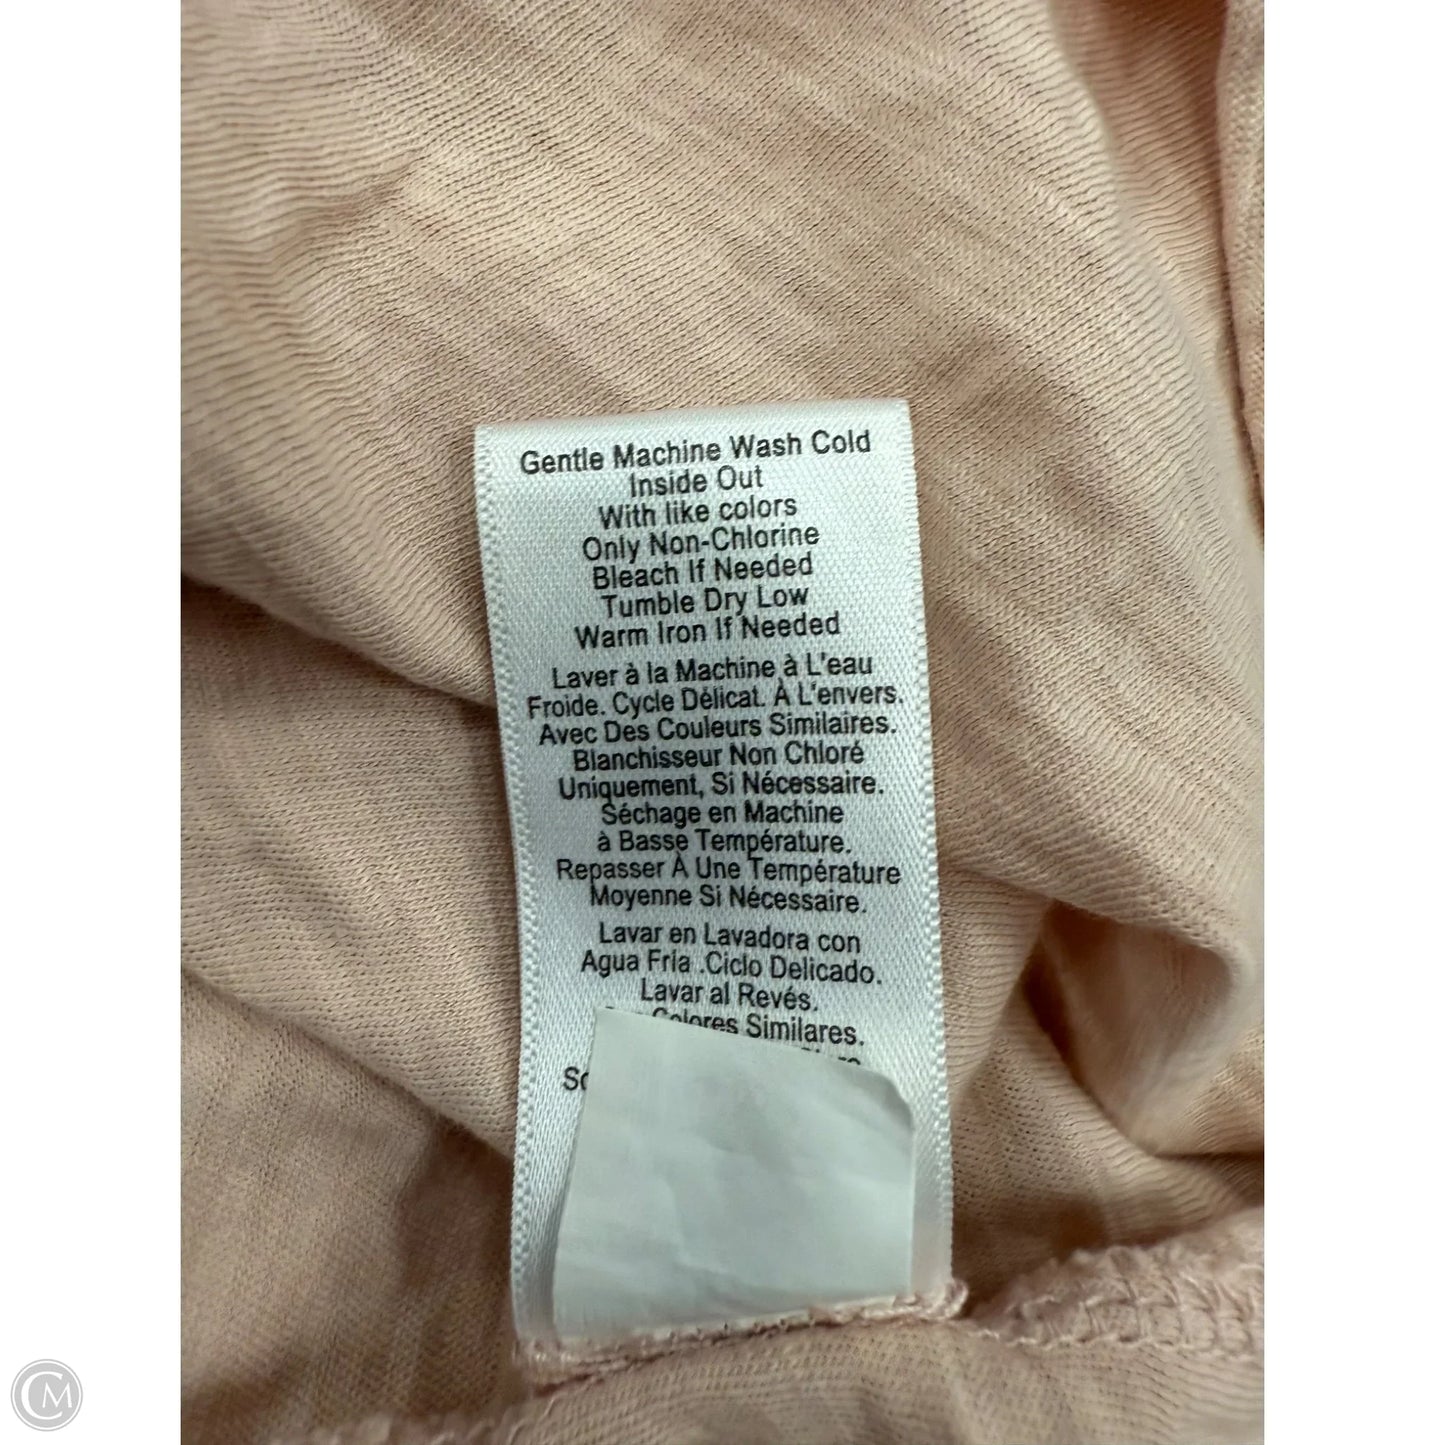 Gentle Machine Wash Cold
Inside Out
With like colors
Only Non-Chlorine
Bleach If Needed
Tumble Dry Low
Warm Iron If Needed
Laver à la Machine à L'eau
Froide. Cycle Délicat. À L'envers.
Avec Des Couleurs Similaires.
Blanchisseur Non Chloré
Uniquement, Si Nécessaire.
Séchage en Machine
à Basse Température.
Repasser À Une Température
Moyenne Si Nécessaire.
Lavar en Lavadora con
Agua Fría .Ciclo Delicado.
Lavar al Revés.
Colores Similares.
CM